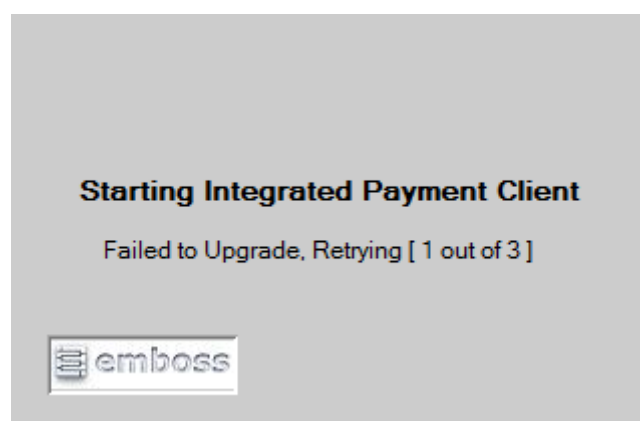 Starting Integrated Payment Client
Failed to Upgrade, Retrying [ 1 out of 3 ]
emboss